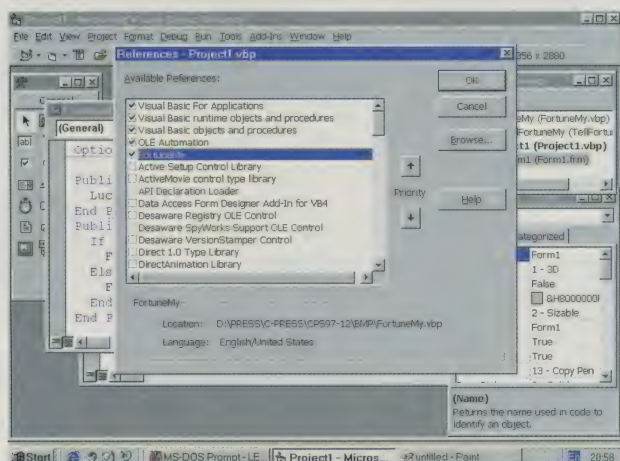 File Edit View Project Format Debug Run Tools Add-Ins Window Help
References - Project1.vbp
Available References:
Visual Basic For Applications
Visual Basic runtime objects and procedures
Visual Basic objects and procedures
OLE Automation
FortuneMy
Active Setup Control Library
ActiveMovie control type library
API Declaration Loader
Data Access Form Designer Add-In for VB4
Desaware Registry OLE Control
Desaware SpyWorks Support OLE Control
Desaware VersionStamper Control
Direct 1.0 Type Library
DirectAnimation Library
OK
Cancel
Browse...
Priority
Help
FortuneMy
Location: D:\PRESS\C-PRESS\CPS97-12\BMP\FortuneMy.vbp
Language: English/United States
(General)
Optio
Publi
Luc
End P
Publi
If
F
Els
F
End
End P
x 2880
eMy (FortuneMy.vbp)
FortuneMy (TellFortu
t1 (Project1.vbp)
m1 (Form1.frm)
ategorized
Form1
1 - 3D
False
&H8000000
2 - Sizable
Form1
True
True
13 - Copy Pen
(Name)
Returns the name used in code to
identify an object.
Start
MS-DOS Prompt - LE
Project1 - Micros...
untitled - Paint
En
20:58